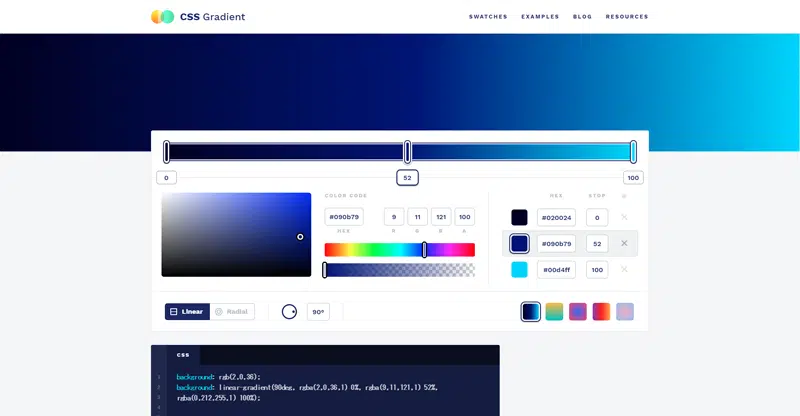 CSS Gradient
SWATCHES EXAMPLES BLOG RESOURCES
0 52 100
COLOR CODE
HEX STOP
#090b79 9 11 121 100
HEX R G B A
#020024 0
#090b79 52
#00d4ff 100
Linear Radial 90°
CSS
1 background: rgb(2,0,36);
2 background: linear-gradient(90deg, rgba(2,0,36,1) 0%, rgba(9,11,121,1) 52%,
3 rgba(0,212,255,1) 100%);
4